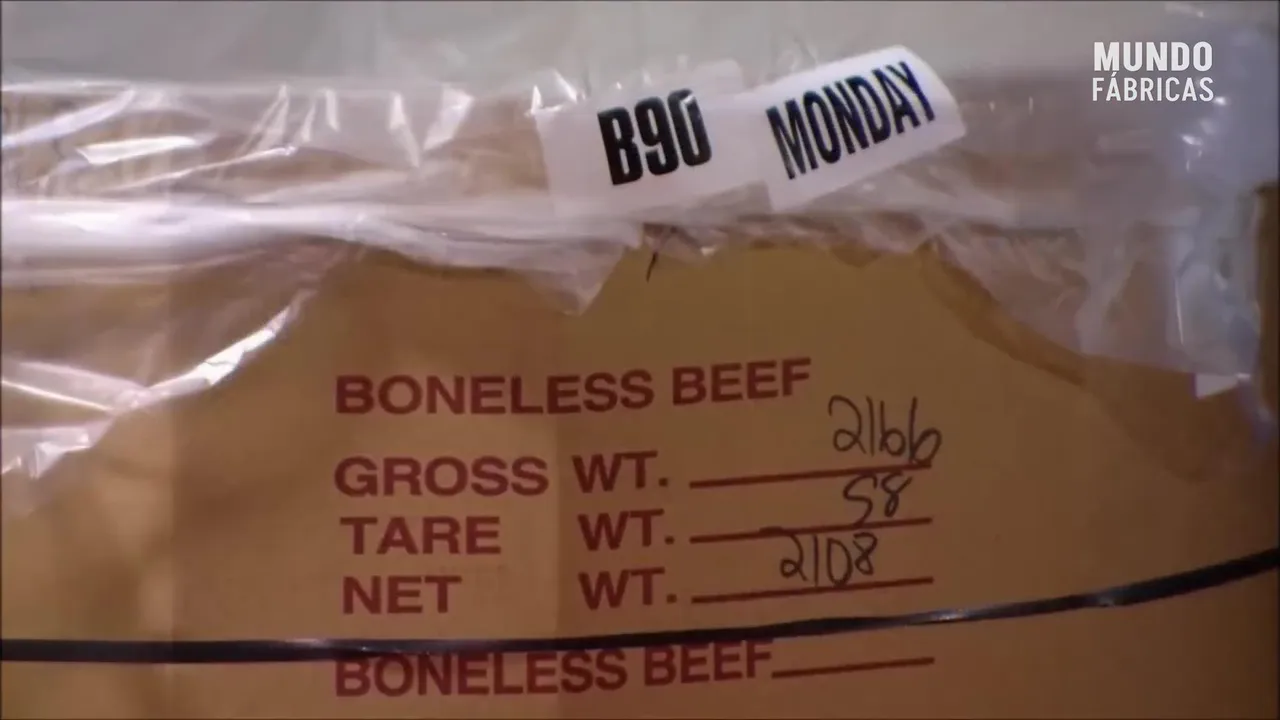 MUNDO
FÁBRICAS
B90 MONDAY
BONELESS BEEF
GROSS WT. 2166
TARE WT. 58
NET WT. 2108
BONELESS BEEF